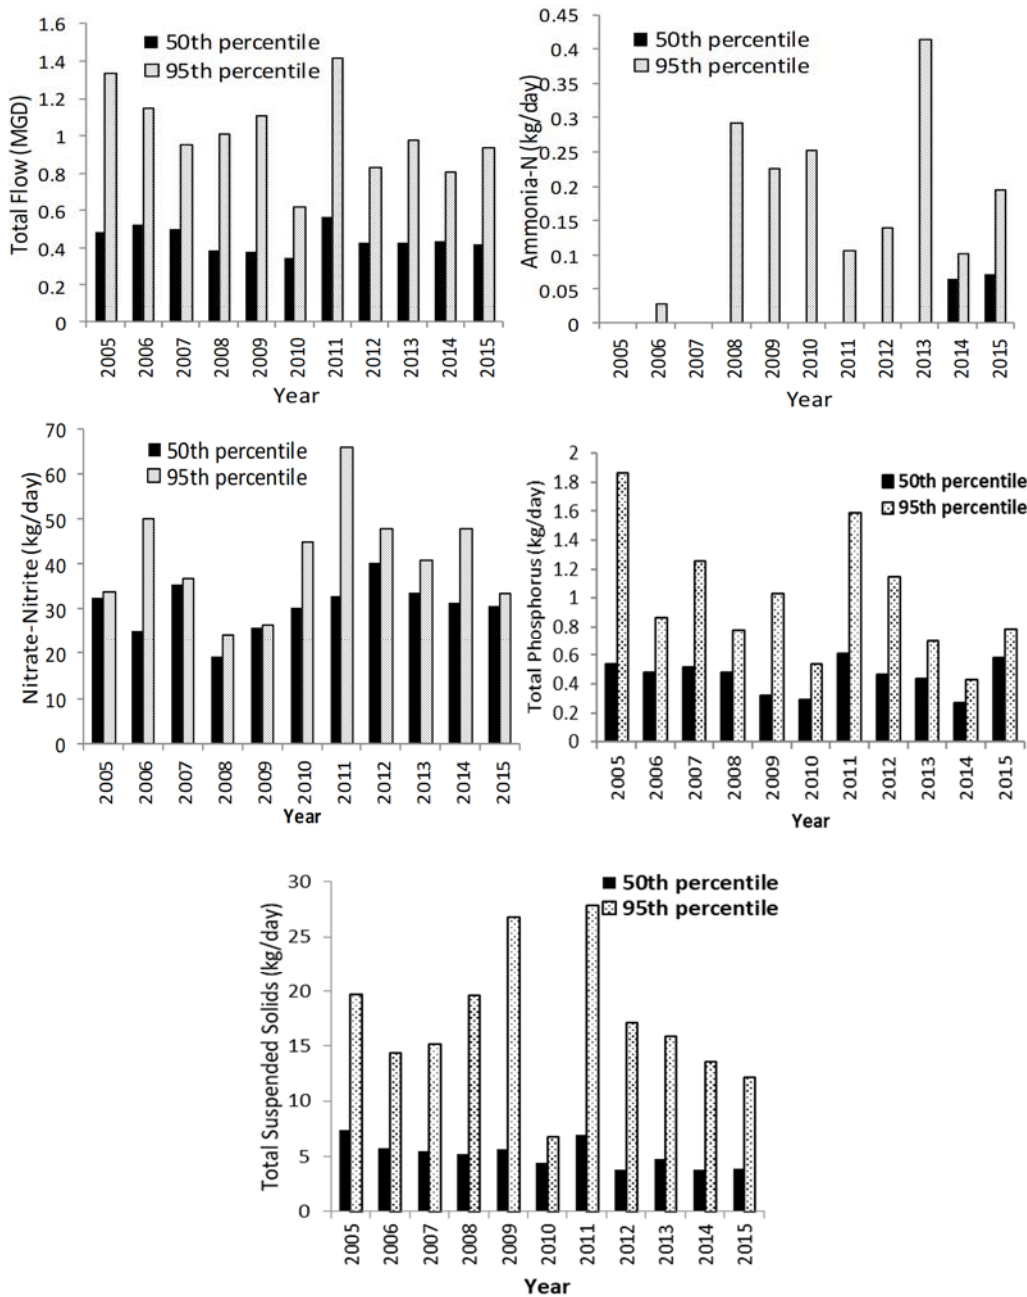 Total Flow (MGD)
1.6
1.4
1.2
1
0.8
0.6
0.4
0.2
0
50th percentile
95th percentile
2005 2006 2007 2008 2009 2010 2011 2012 2013 2014 2015
Year
Ammonia-N (kg/day)
0.45
0.4
0.35
0.3
0.25
0.2
0.15
0.1
0.05
0
50th percentile
95th percentile
2005 2006 2007 2008 2009 2010 2011 2012 2013 2014 2015
Year
Nitrate-Nitrite (kg/day)
70
60
50
40
30
20
10
0
50th percentile
95th percentile
2005 2006 2007 2008 2009 2010 2011 2012 2013 2014 2015
Year
Total Phosphorus (kg/day)
2
1.8
1.6
1.4
1.2
1
0.8
0.6
0.4
0.2
0
50th percentile
95th percentile
2005 2006 2007 2008 2009 2010 2011 2012 2013 2014 2015
Year
Total Suspended Solids (kg/day)
30
25
20
15
10
5
0
50th percentile
95th percentile
2005 2006 2007 2008 2009 2010 2011 2012 2013 2014 2015
Year